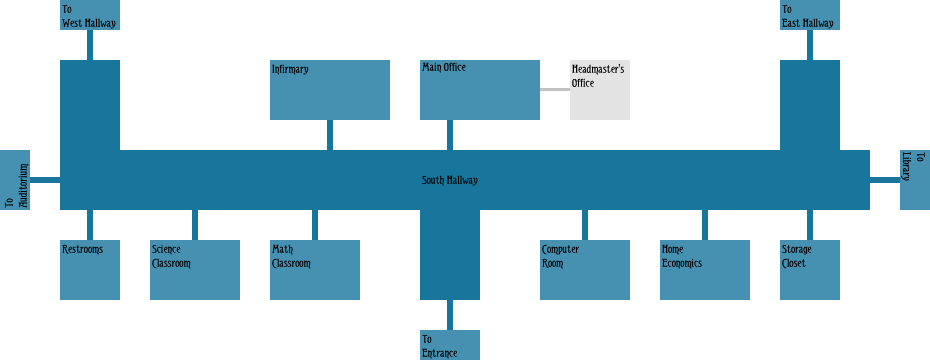 To
West Hallway
To
East Hallway
Infirmary
Main Office
Headmaster's
Office
To
Auditorium
South Hallway
To
Library
Restrooms
Science
Classroom
Math
Classroom
Computer
Room
Home
Economics
Storage
Closet
To
Entrance